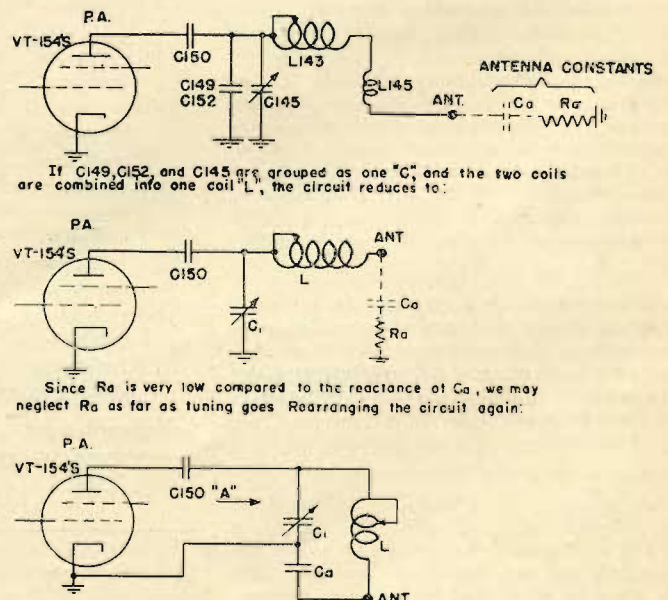 P.A.
VT-154'S
C150
L143
C149
C152
C145
L145
ANTENNA CONSTANTS
ANT.
Ca
Ra
If C149, C152, and C145 are grouped as one "C", and the two coils
are combined into one coil "L", the circuit reduces to:
P.A.
VT-154'S
C150
L
ANT
C₁
Ca
Ra
Since Ra is very low compared to the reactance of Ca, we may
neglect Ra as far as tuning goes Rearranging the circuit again:
P.A.
VT-154'S
C150 "A"
C₁
L
Ca
ANT